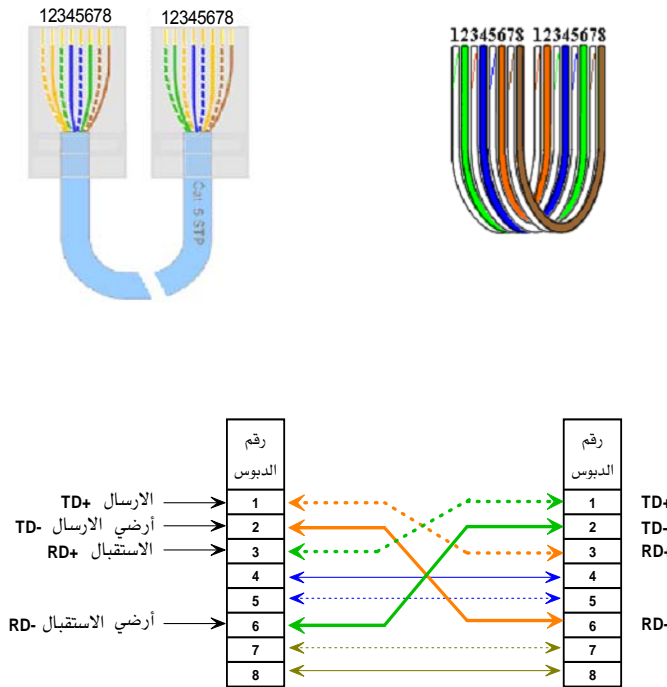 12345678 12345678
12345678 12345678
Cat 5 STP
رقم
الدبوس
رقم
الدبوس
الارسال TD+ 1 1 TD+
أرضي الارسال TD- 2 2 TD-
الاستقبال RD+ 3 3 RD-
4 4
5 5
أرضي الاستقبال RD- 6 6 RD-
7 7
8 8